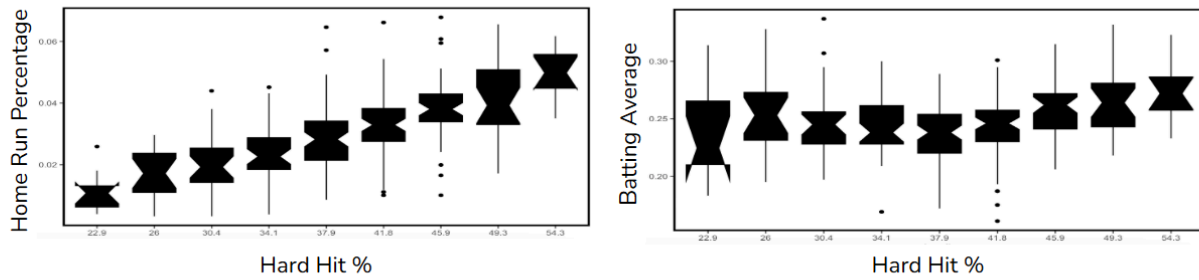 Home Run Percentage
0.06
0.04
0.02
22.9 26 30.4 34.1 37.9 41.8 45.9 49.3 54.3
Hard Hit %
Batting Average
0.30
0.25
0.20
22.9 26 30.4 34.1 37.9 41.8 45.9 49.3 54.3
Hard Hit %